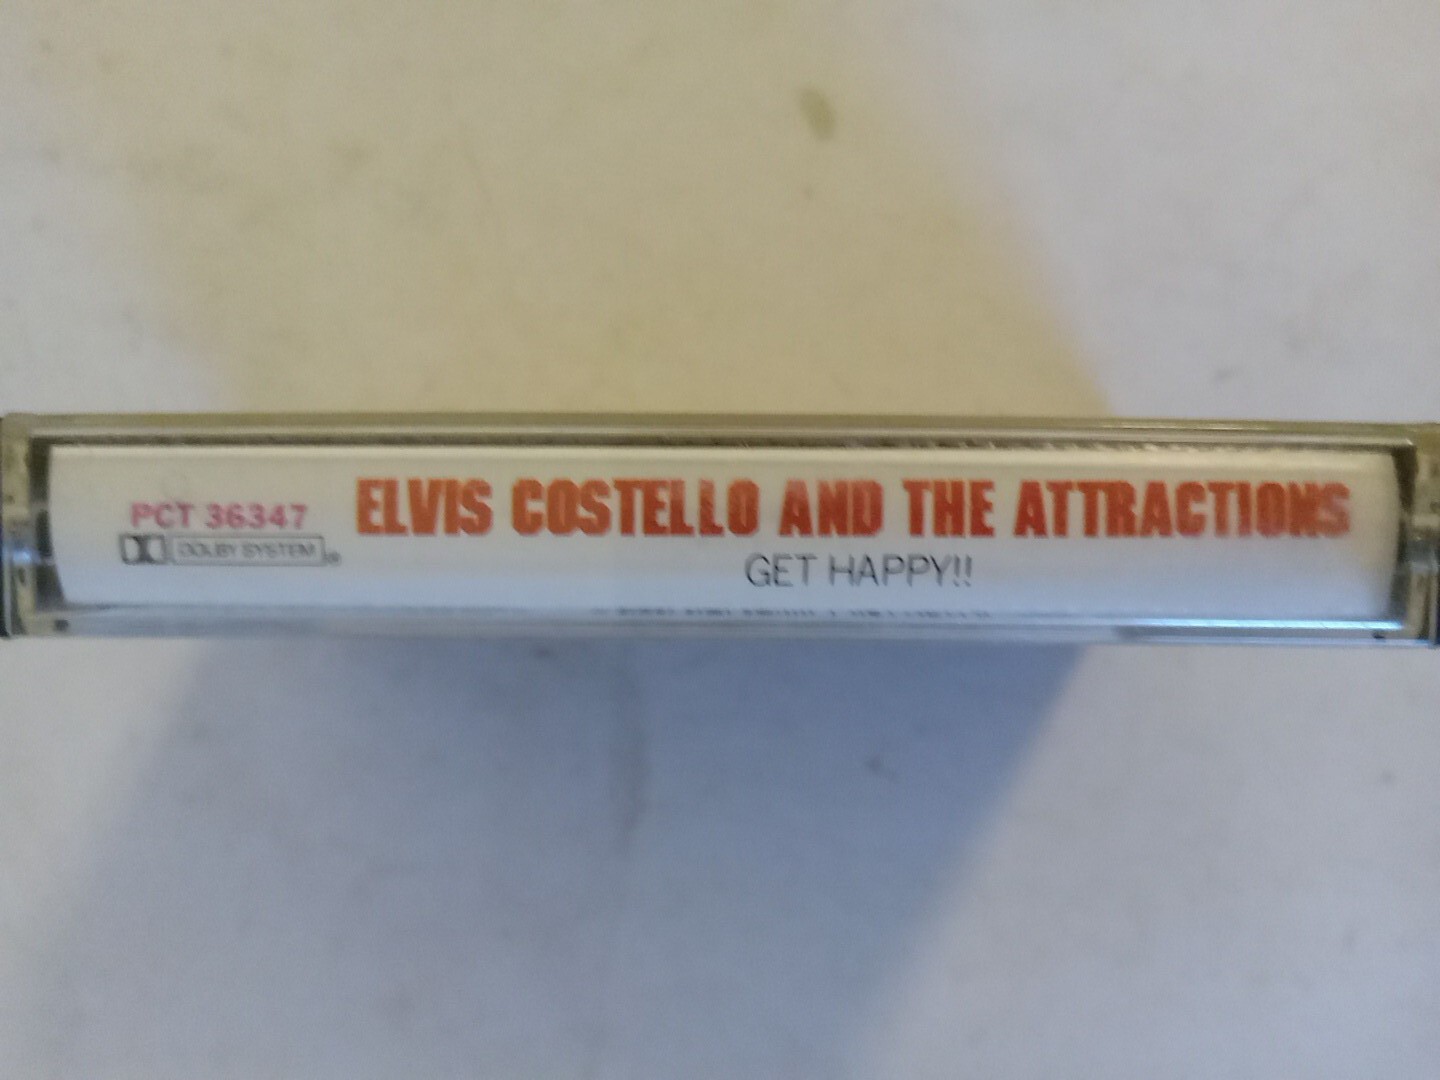 PCT 36347
DOLBY SYSTEM®
ELVIS COSTELLO AND THE ATTRACTIONS
GET HAPPY!!